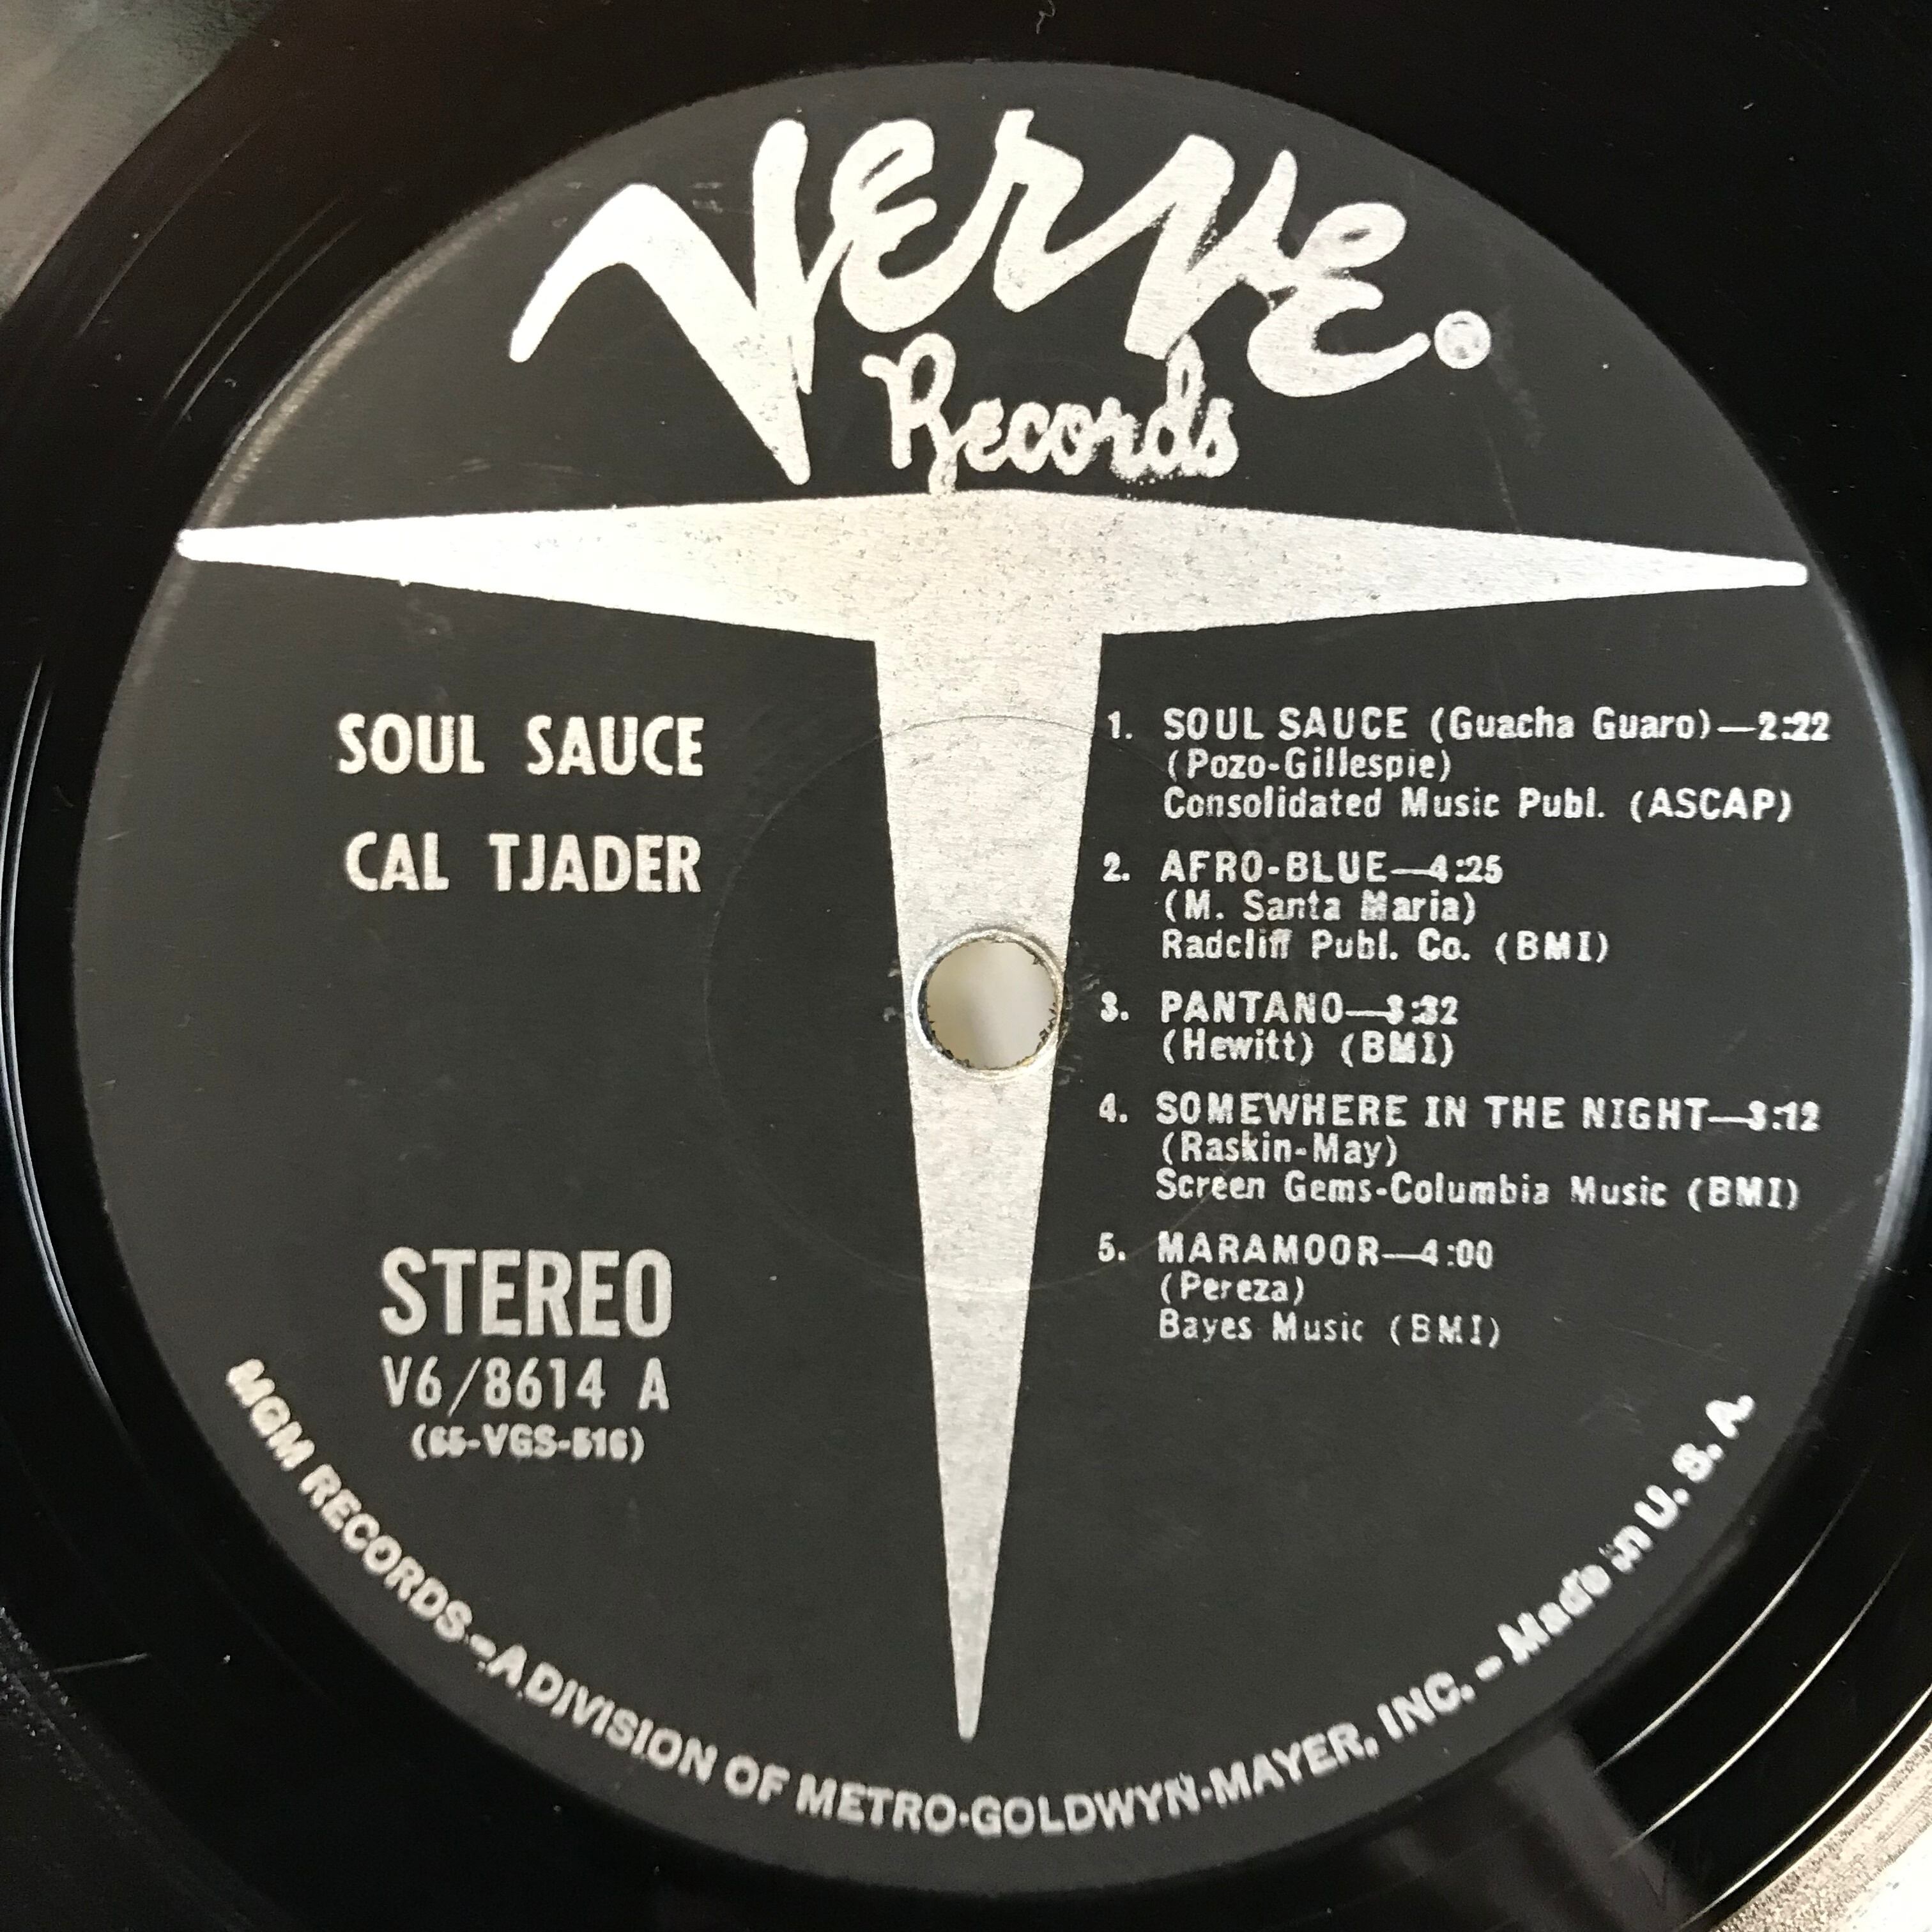 Verve®
Records
SOUL SAUCE
CAL TJADER
1. SOUL SAUCE (Guacha Guaro)—2:22
(Pozo-Gillespie)
Consolidated Music Publ. (ASCAP)
2. AFRO-BLUE—4:25
(M. Santa Maria)
Radcliff Publ. Co. (BMI)
3. PANTANO—3:32
(Hewitt) (BMI)
4. SOMEWHERE IN THE NIGHT—3:12
(Raskin-May)
Screen Gems-Columbia Music (BMI)
5. MARAMOOR—4:00
(Pereza)
Bayes Music (BMI)
STEREO
V6/8614 A
(65-VGS-516)
MGM RECORDS-A DIVISION OF METRO-GOLDWYN-MAYER, INC. - Made in U. S. A.